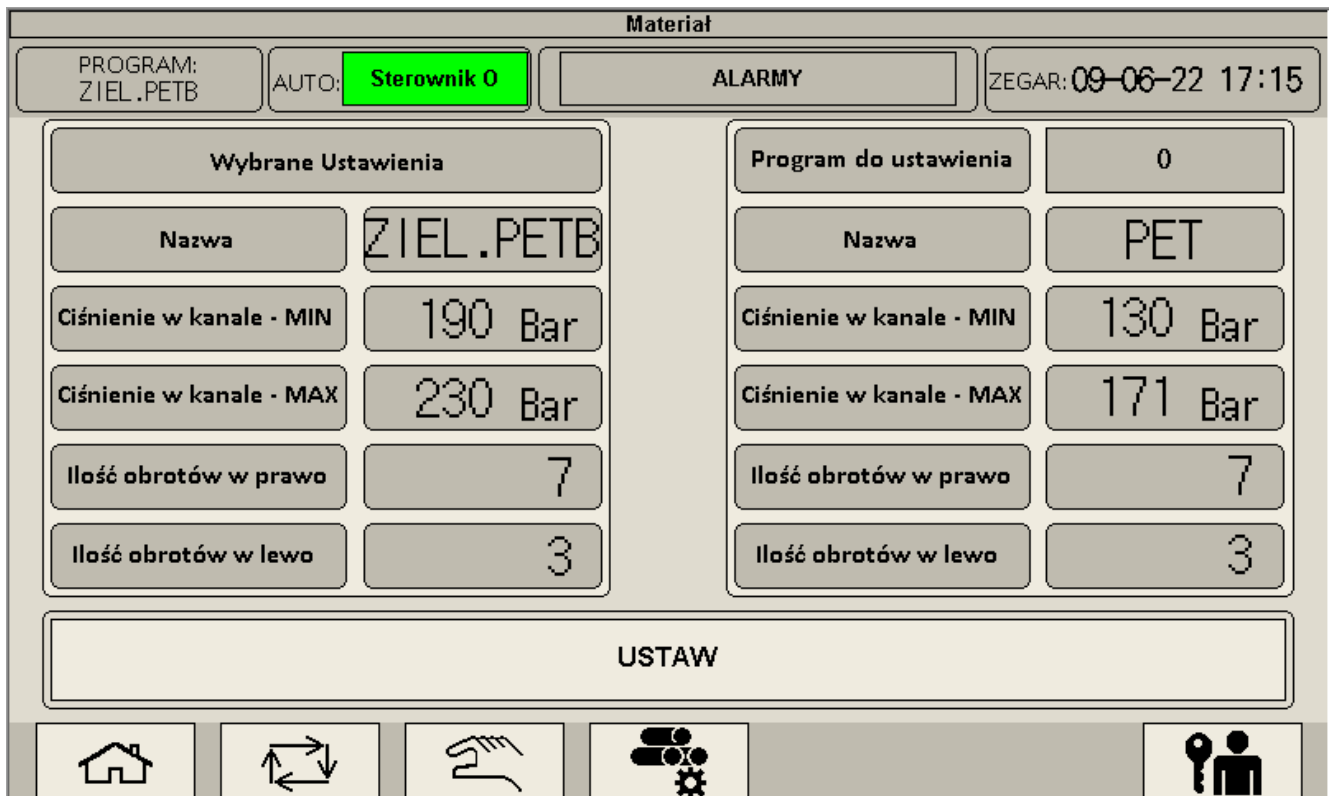 Materiał
PROGRAM:
ZIEL.PETB
AUTO: Sterownik O
ALARMY
ZEGAR: 09-06-22 17:15
Wybrane Ustawienia
Nazwa ZIEL.PETB
Ciśnienie w kanale - MIN 190 Bar
Ciśnienie w kanale - MAX 230 Bar
Ilość obrotów w prawo 7
Ilość obrotów w lewo 3
Program do ustawienia 0
Nazwa PET
Ciśnienie w kanale - MIN 130 Bar
Ciśnienie w kanale - MAX 171 Bar
Ilość obrotów w prawo 7
Ilość obrotów w lewo 3
USTAW